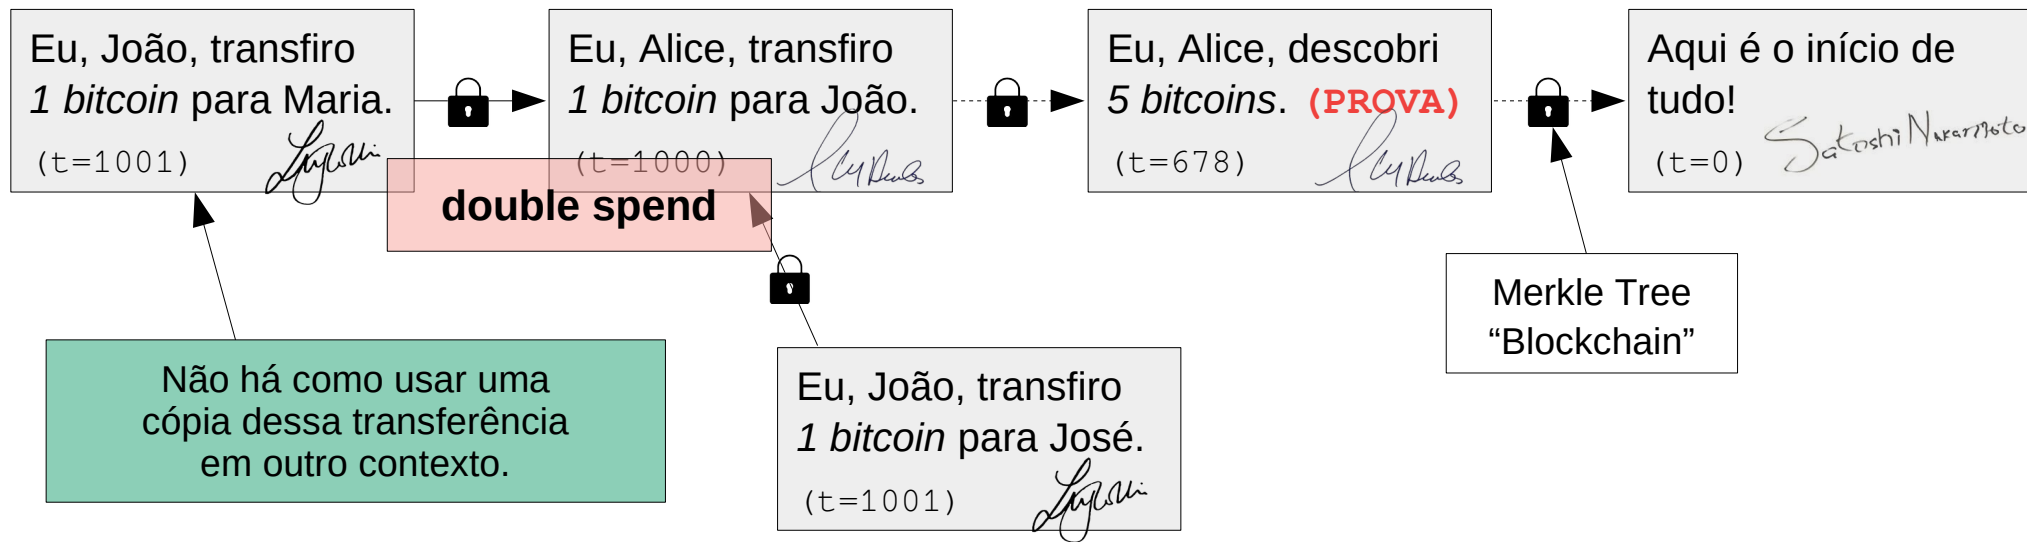 Eu, João, transfiro
1 bitcoin para Maria.
(t=1001)
Eu, Alice, transfiro
1 bitcoin para João.
(t=1000)
double spend
Eu, Alice, descobri
5 bitcoins. (PROVA)
(t=678)
Aqui é o início de
tudo!
(t=0)
Satoshi Nakamoto
Merkle Tree
“Blockchain”
Não há como usar uma
cópia dessa transferência
em outro contexto.
Eu, João, transfiro
1 bitcoin para José.
(t=1001)